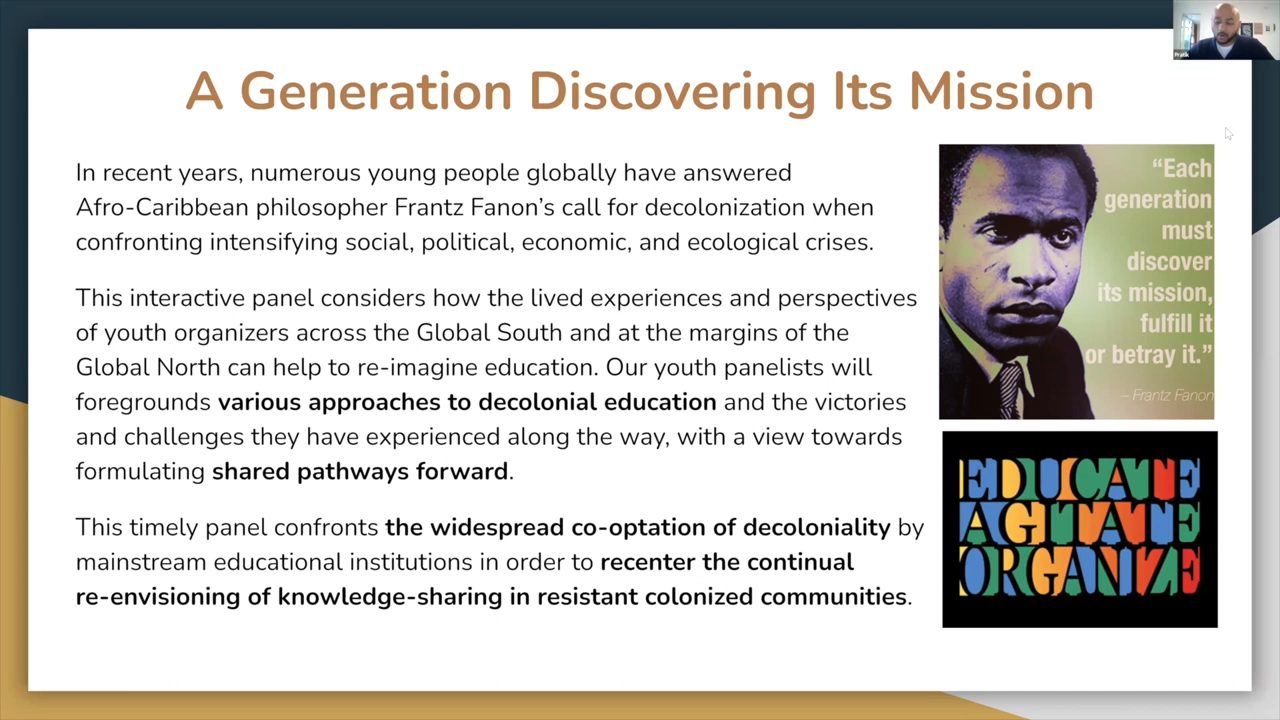 Pratik
A Generation Discovering Its Mission
In recent years, numerous young people globally have answered
Afro-Caribbean philosopher Frantz Fanon's call for decolonization when
confronting intensifying social, political, economic, and ecological crises.
This interactive panel considers how the lived experiences and perspectives
of youth organizers across the Global South and at the margins of the
Global North can help to re-imagine education. Our youth panelists will
foregrounds various approaches to decolonial education and the victories
and challenges they have experienced along the way, with a view towards
formulating shared pathways forward.
This timely panel confronts the widespread co-optation of decoloniality by
mainstream educational institutions in order to recenter the continual
re-envisioning of knowledge-sharing in resistant colonized communities.
“Each
generation
must
discover
its mission,
fulfill it
or betray it.”
– Frantz Fanon
EDUCATE
AGITATE
ORGANIZE